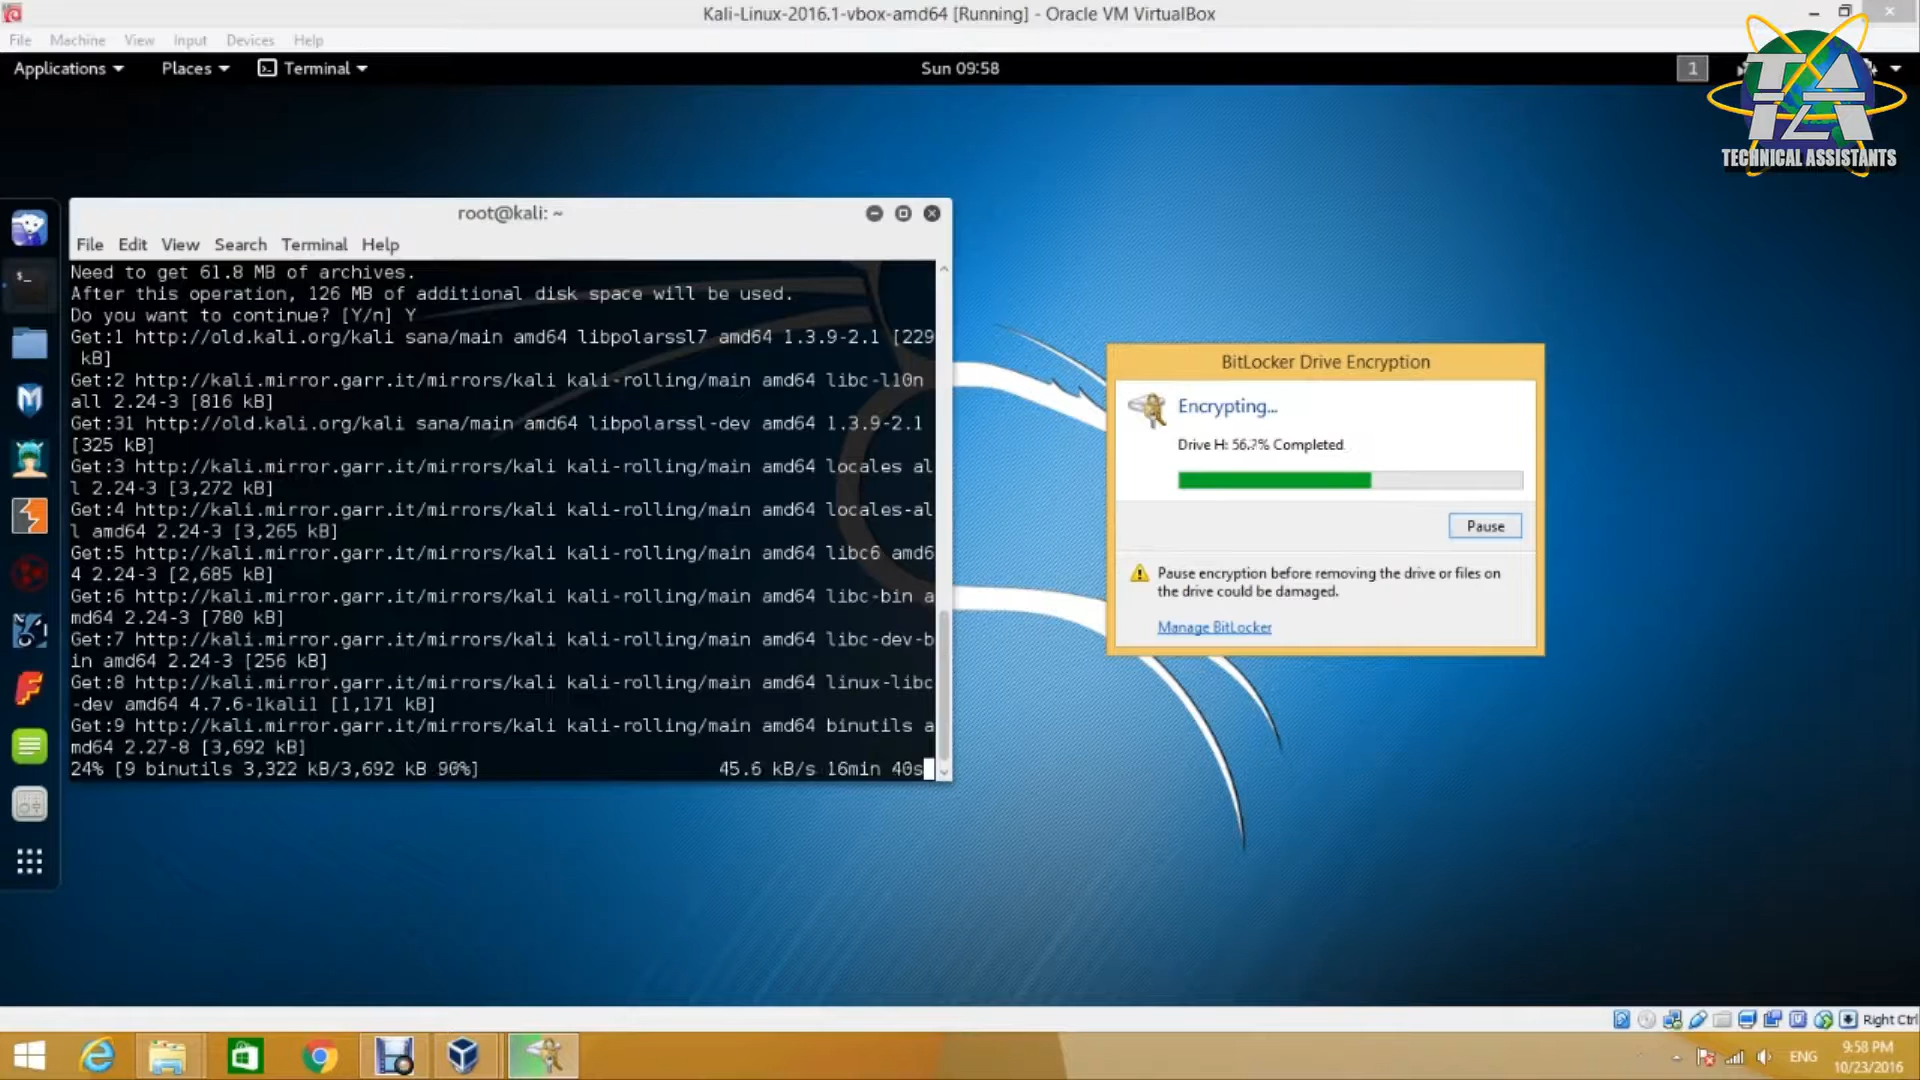 Kali-Linux-2016.1-vbox-amd64 [Running] - Oracle VM VirtualBox
File Machine View Input Devices Help
Applications Places Terminal Sun 09:58 1
TA
TECHNICAL ASSISTANTS
root@kali: ~
File Edit View Search Terminal Help
Need to get 61.8 MB of archives.
After this operation, 126 MB of additional disk space will be used.
Do you want to continue? [Y/n] Y
Get:1 http://old.kali.org/kali sana/main amd64 libpolarssl7 amd64 1.3.9-2.1 [229
kB]
Get:2 http://kali.mirror.garr.it/mirrors/kali kali-rolling/main amd64 libc-l10n
all 2.24-3 [816 kB]
Get:31 http://old.kali.org/kali sana/main amd64 libpolarssl-dev amd64 1.3.9-2.1
[325 kB]
Get:3 http://kali.mirror.garr.it/mirrors/kali kali-rolling/main amd64 locales al
l 2.24-3 [3,272 kB]
Get:4 http://kali.mirror.garr.it/mirrors/kali kali-rolling/main amd64 locales-al
l amd64 2.24-3 [3,265 kB]
Get:5 http://kali.mirror.garr.it/mirrors/kali kali-rolling/main amd64 libc6 amd6
4 2.24-3 [2,685 kB]
Get:6 http://kali.mirror.garr.it/mirrors/kali kali-rolling/main amd64 libc-bin a
md64 2.24-3 [780 kB]
Get:7 http://kali.mirror.garr.it/mirrors/kali kali-rolling/main amd64 libc-dev-b
in amd64 2.24-3 [256 kB]
Get:8 http://kali.mirror.garr.it/mirrors/kali kali-rolling/main amd64 linux-libc
-dev amd64 4.7.6-1kali1 [1,171 kB]
Get:9 http://kali.mirror.garr.it/mirrors/kali kali-rolling/main amd64 binutils a
md64 2.27-8 [3,692 kB]
24% [9 binutils 3,322 kB/3,692 kB 90%] 45.6 kB/s 16min 40s
BitLocker Drive Encryption
Encrypting...
Drive H: Completed
Pause
Pause encryption before removing the drive or files on
the drive could be damaged.
Manage BitLocker
Right Ctrl
ENG
9:58 PM
10/23/2016